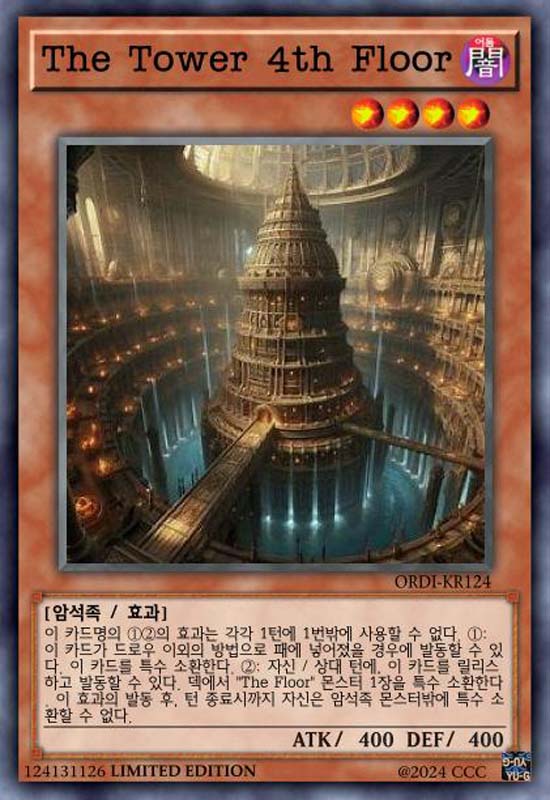 The Tower 4th Floor
어둠
闇
ORDI-KR124
[암석족 / 효과]
이 카드명의 ①②의 효과는 각각 1턴에 1번밖에 사용할 수 없다. ①:
이 카드가 드로우 이외의 방법으로 패에 넣어졌을 경우에 발동할 수 있
다. 이 카드를 특수 소환한다. ②: 자신 / 상대 턴에, 이 카드를 릴리스
하고 발동할 수 있다. 덱에서 "The Floor" 몬스터 1장을 특수 소환한다
. 이 효과의 발동 후, 턴 종료시까지 자신은 암석족 몬스터밖에 특수 소
환할 수 없다.
ATK/ 400 DEF/ 400
124131126 LIMITED EDITION
@2024 CCC
YU-G